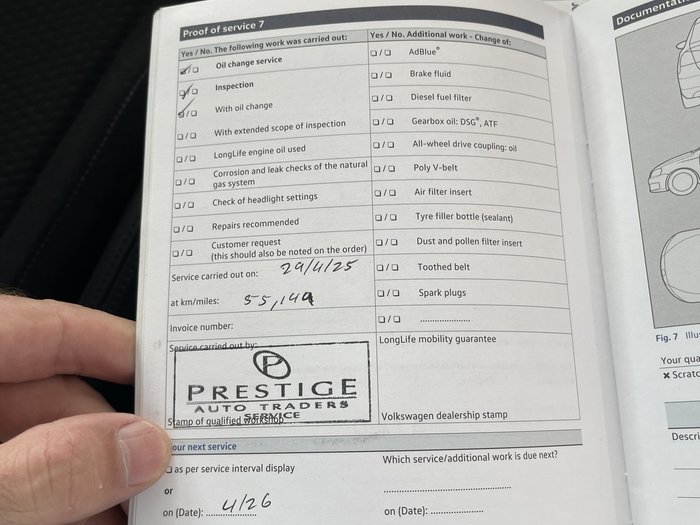 Proof of service 7
Yes / No. The following work was carried out:
☑/☐ Oil change service
☑/☐ Inspection
☑/☐ With oil change
☐/☐ With extended scope of inspection
☐/☐ LongLife engine oil used
☐/☐ Corrosion and leak checks of the natural
gas system
☐/☐ Check of headlight settings
☐/☐ Repairs recommended
☐/☐ Customer request
(this should also be noted on the order)
Service carried out on: 29/4/25
at km/miles: 55,149
Invoice number:
Service carried out by:
P
PRESTIGE
AUTO TRADERS
SERVICE
Stamp of qualified workshop
Yes / No. Additional work - Change of:
☐/☐ AdBlue®
☐/☐ Brake fluid
☐/☐ Diesel fuel filter
☐/☐ Gearbox oil: DSG®, ATF
☐/☐ All-wheel drive coupling: oil
☐/☐ Poly V-belt
☐/☐ Air filter insert
☐/☐ Tyre filler bottle (sealant)
☐/☐ Dust and pollen filter insert
☐/☐ Toothed belt
☐/☐ Spark plugs
☐/☐ ....................
LongLife mobility guarantee
Volkswagen dealership stamp
our next service
☐ as per service interval display
or
on (Date): 4/26
Which service/additional work is due next?
on (Date): ....................
Documentati
Fig. 7 Illu
Your qua
× Scratc
Descri